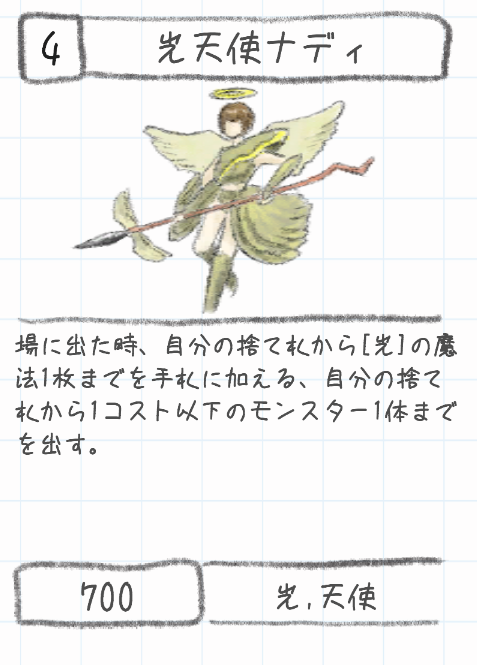 4
光天使ナディ
場に出た時、自分の捨て札から[光]の魔
法1枚までを手札に加える、自分の捨て
札から1コスト以下のモンスター1体まで
を出す。
700
光,天使